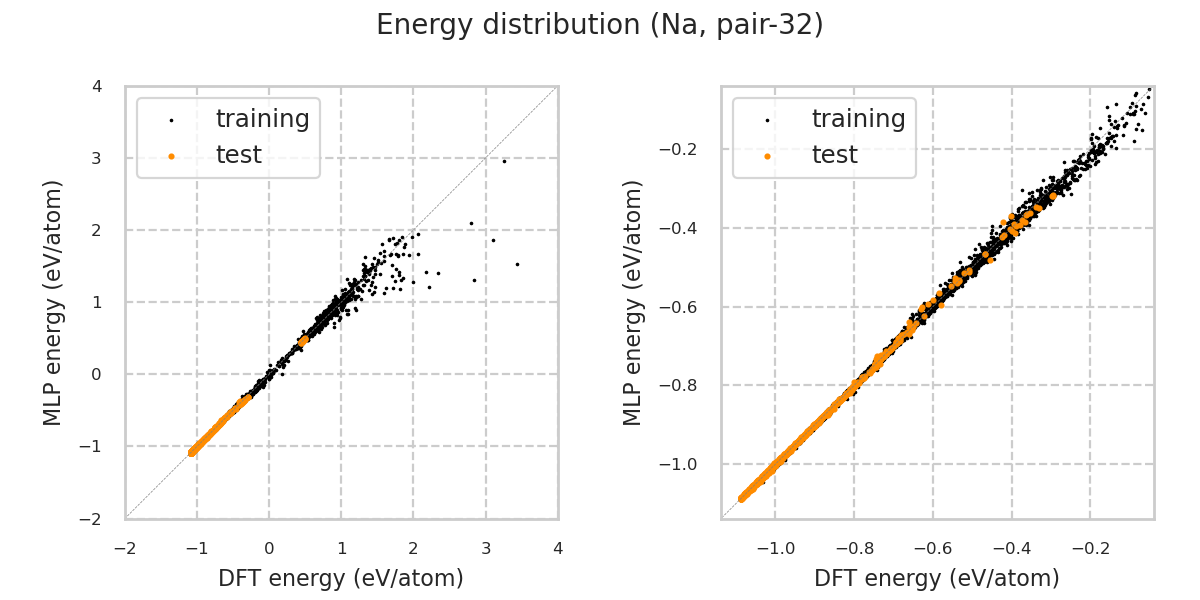 Energy distribution (Na, pair-32)
training
test
4
3
2
1
0
−1
−2
MLP energy (eV/atom)
−2
−1
0
1
2
3
4
DFT energy (eV/atom)
training
test
−0.2
−0.4
−0.6
−0.8
−1.0
MLP energy (eV/atom)
−1.0
−0.8
−0.6
−0.4
−0.2
DFT energy (eV/atom)